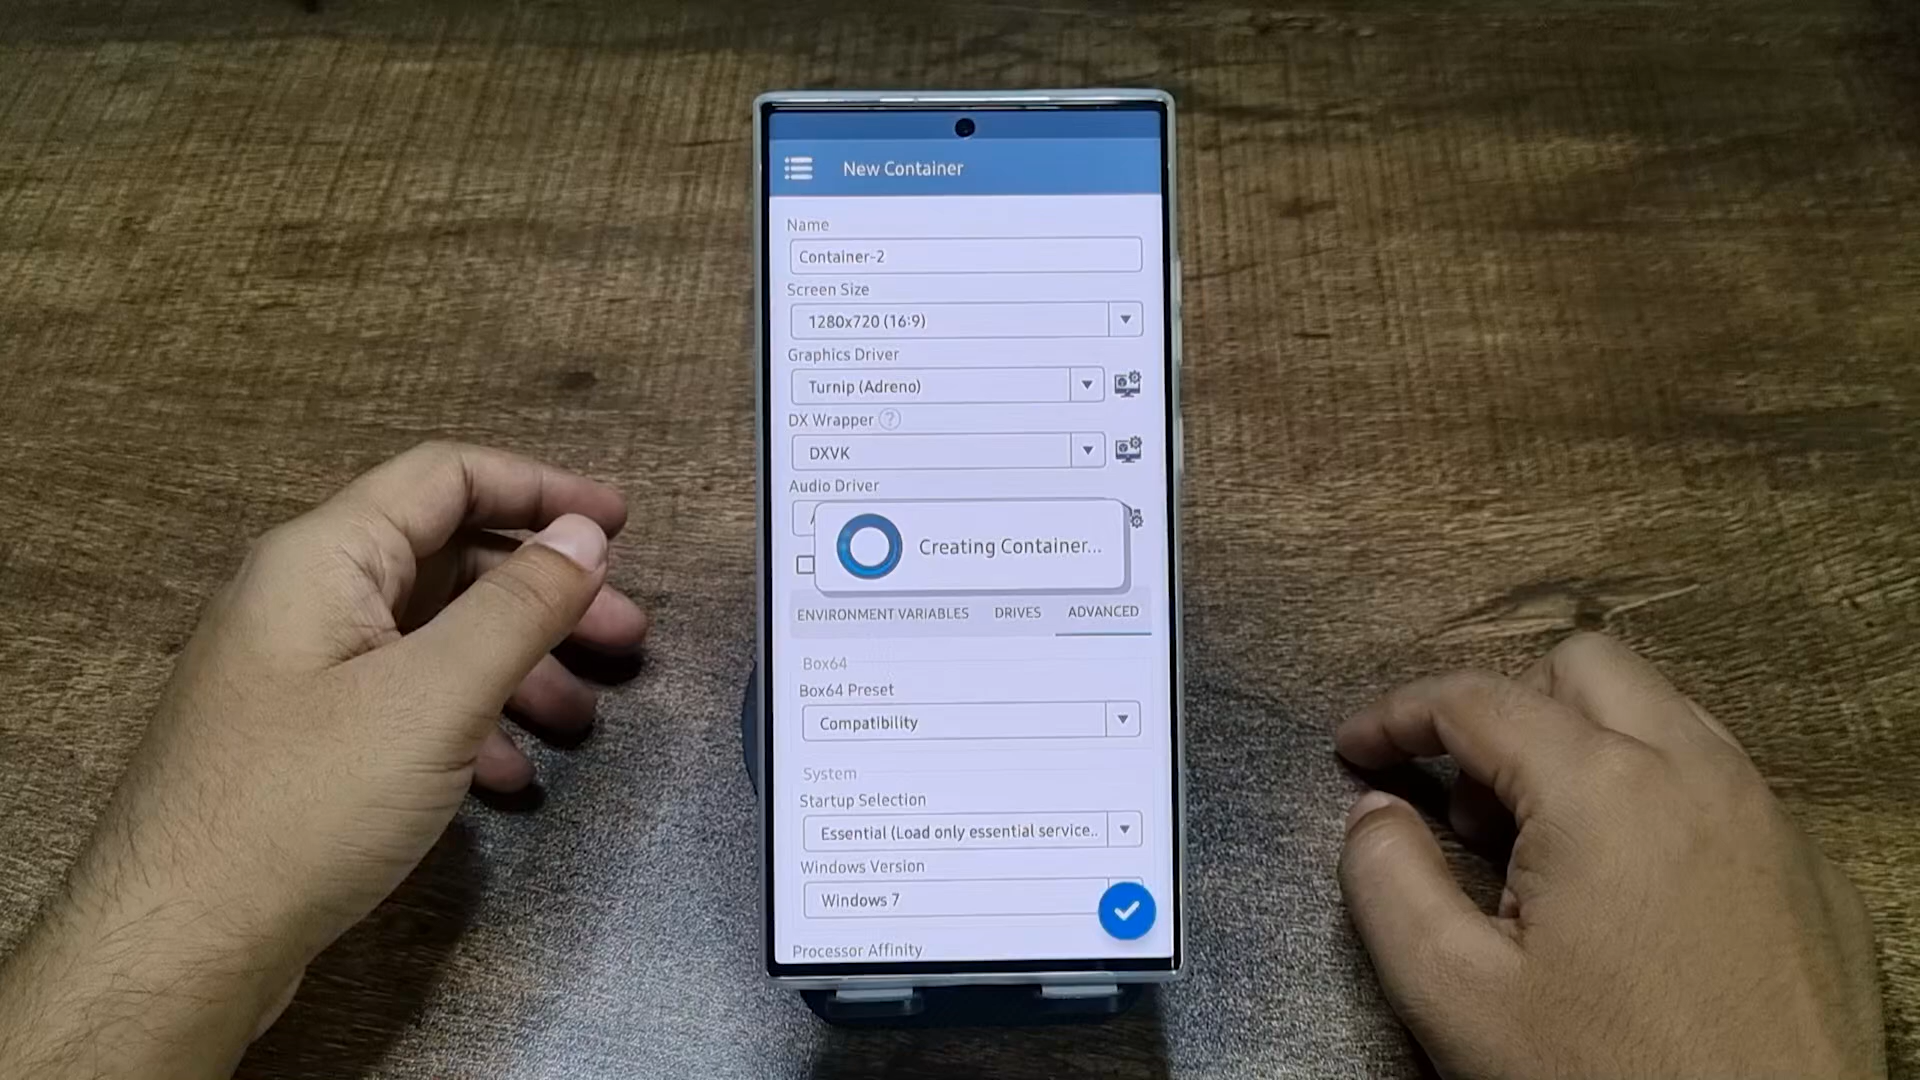 New Container
Name
Container-2
Screen Size
1280x720 (16:9)
Graphics Driver
Turnip (Adreno)
DX Wrapper ?
DXVK
Audio Driver
Creating Container...
ENVIRONMENT VARIABLES DRIVES ADVANCED
Box64
Box64 Preset
Compatibility
System
Startup Selection
Essential (Load only essential service..
Windows Version
Windows 7
Processor Affinity